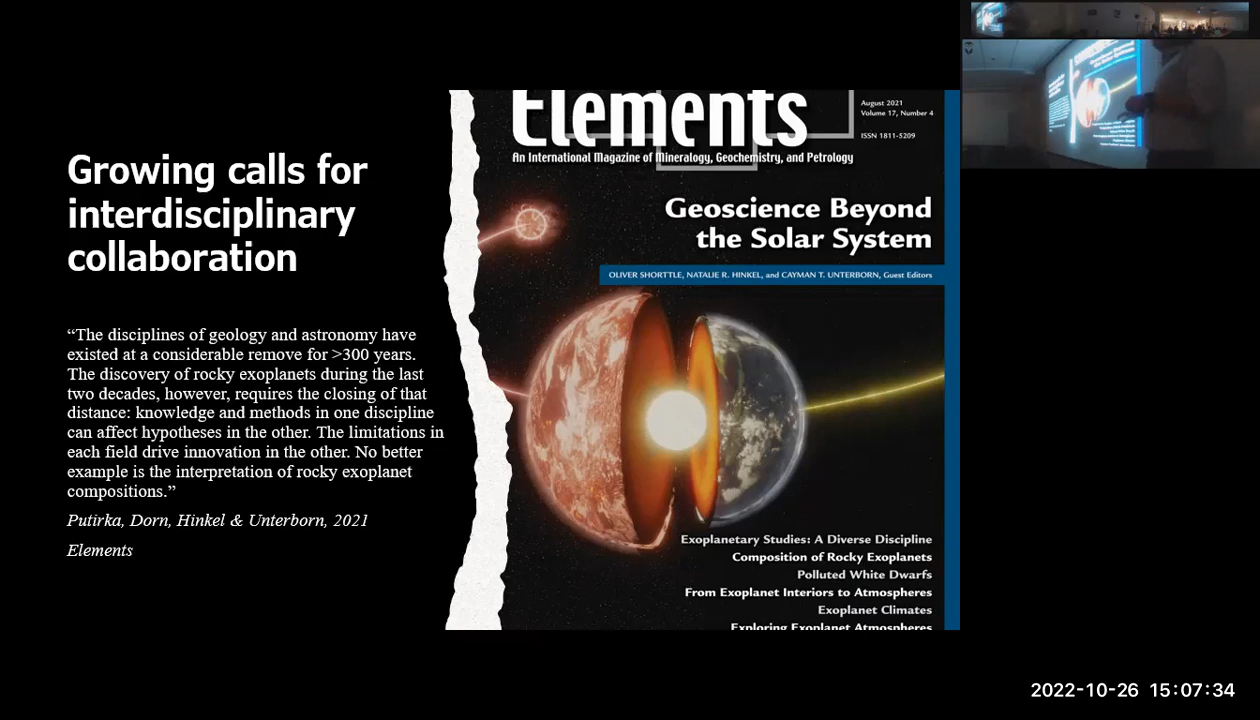 Growing calls for
interdisciplinary
collaboration
“The disciplines of geology and astronomy have
existed at a considerable remove for >300 years.
The discovery of rocky exoplanets during the last
two decades, however, requires the closing of that
distance: knowledge and methods in one discipline
can affect hypotheses in the other. The limitations in
each field drive innovation in the other. No better
example is the interpretation of rocky exoplanet
compositions.”
Putirka, Dorn, Hinkel & Unterborn, 2021
Elements
Elements
An International Magazine of Mineralogy, Geochemistry, and Petrology
August 2021
Volume 17, Number 4
ISSN 1811-5209
Geoscience Beyond
the Solar System
OLIVER SHORTTLE, NATALIE R. HINKEL, and CAYMAN T. UNTERBORN, Guest Editors
Exoplanetary Studies: A Diverse Discipline
Composition of Rocky Exoplanets
Polluted White Dwarfs
From Exoplanet Interiors to Atmospheres
Exoplanet Climates
Exploring Exoplanet Atmospheres
2022-10-26 15:07:34